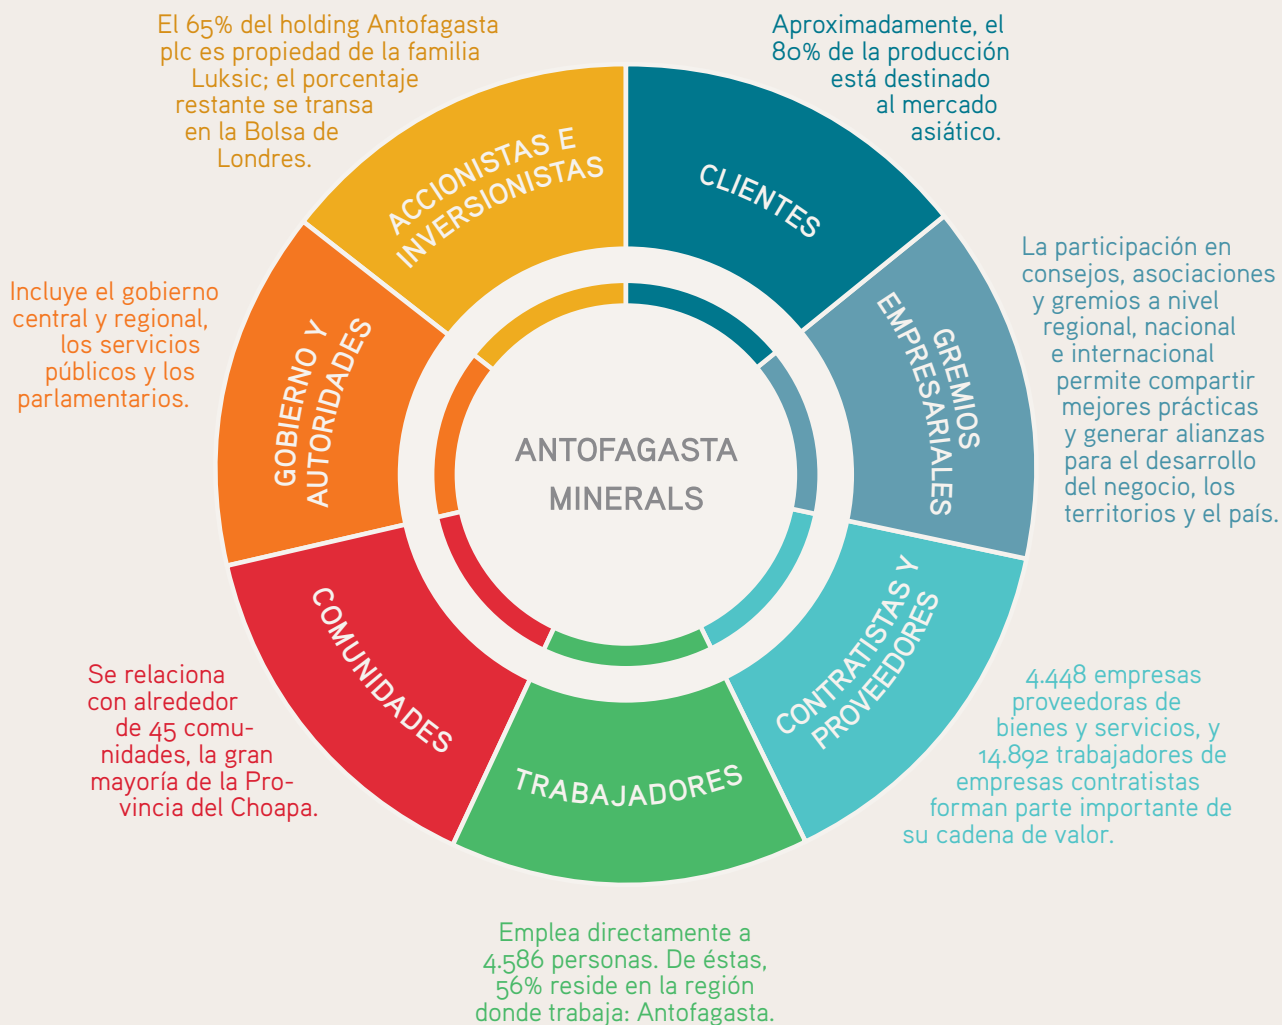 El 65% del holding Antofagasta
plc es propiedad de la familia
Luksic; el porcentaje
restante se transa
en la Bolsa de
Londres.
Aproximadamente, el
80% de la producción
está destinado
al mercado
asiático.
ACCIONISTAS E
INVERSIONISTAS
CLIENTES
La participación en
consejos, asociaciones
y gremios a nivel
regional, nacional
e internacional
permite compartir
mejores prácticas
y generar alianzas
para el desarrollo
del negocio, los
territorios y el país.
GREMIOS
EMPRESARIALES
Incluye el gobierno
central y regional,
los servicios
públicos y los
parlamentarios.
GOBIERNO Y
AUTORIDADES
ANTOFAGASTA
MINERALS
CONTRATISTAS Y
PROVEEDORES
4.448 empresas
proveedoras de
bienes y servicios, y
14.892 trabajadores de
empresas contratistas
forman parte importante de
su cadena de valor.
COMUNIDADES
Se relaciona
con alrededor
de 45 comu-
nidades, la gran
mayoría de la Pro-
vincia del Choapa.
TRABAJADORES
Emplea directamente a
4.586 personas. De éstas,
56% reside en la región
donde trabaja: Antofagasta.